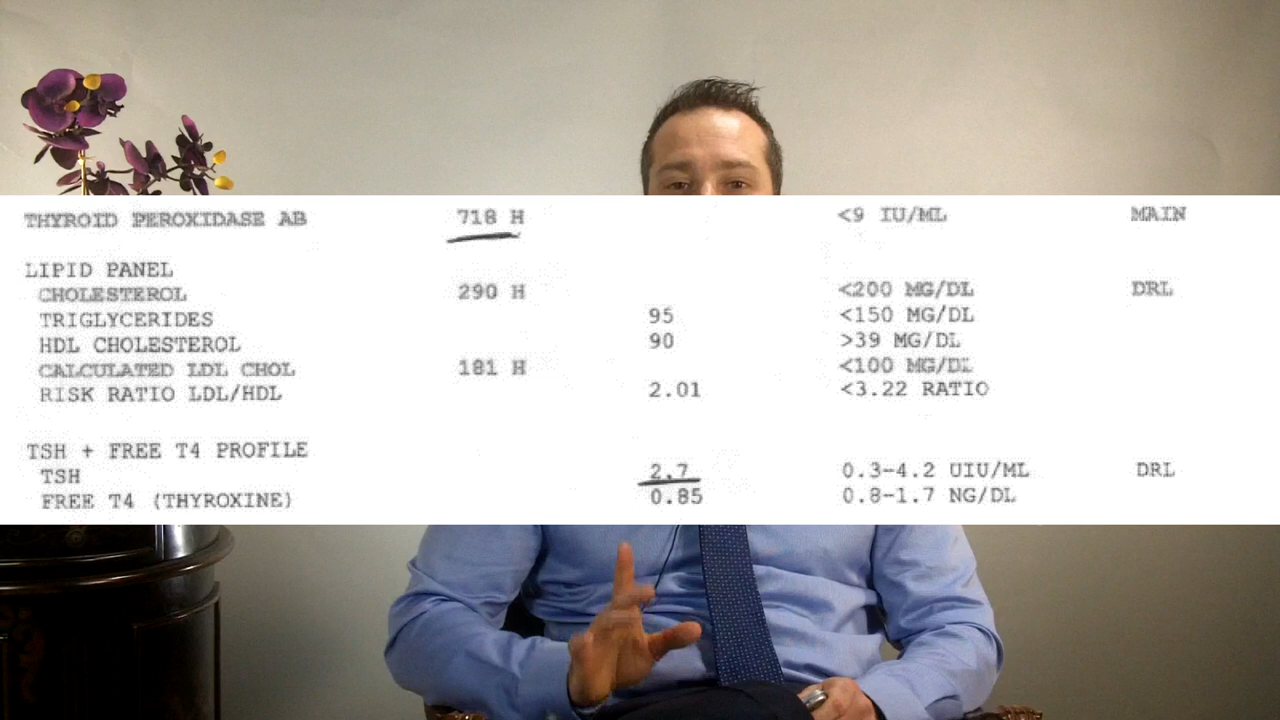 THYROID PEROXIDASE AB 718 H <9 IU/ML MAIN
LIPID PANEL
CHOLESTEROL 290 H <200 MG/DL DRL
TRIGLYCERIDES 95 <150 MG/DL
HDL CHOLESTEROL 90 >39 MG/DL
CALCULATED LDL CHOL 181 H <100 MG/DL
RISK RATIO LDL/HDL 2.01 <3.22 RATIO
TSH + FREE T4 PROFILE
TSH 2.7 0.3-4.2 UIU/ML DRL
FREE T4 (THYROXINE) 0.85 0.8-1.7 NG/DL